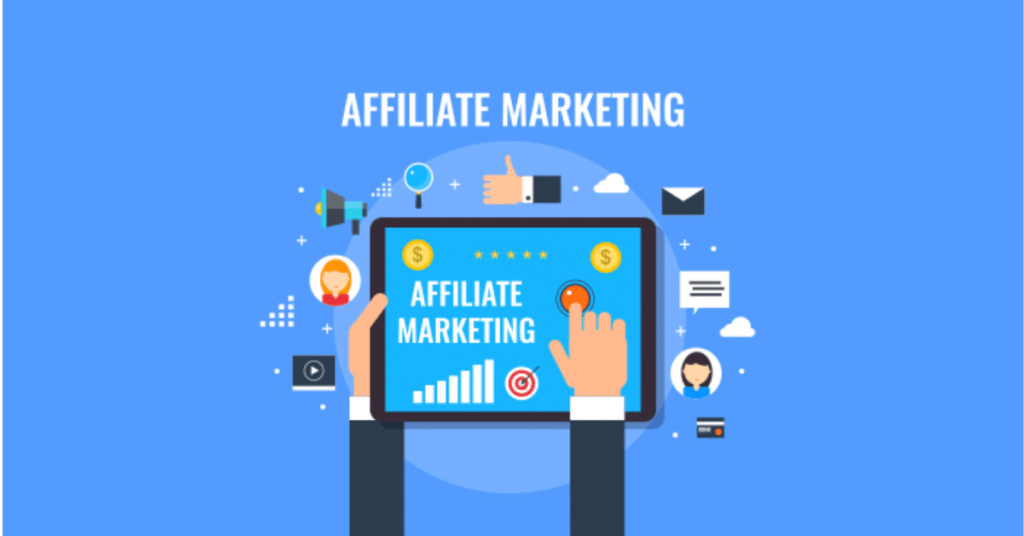 AFFILIATE MARKETING
$
$
AFFILIATE
MARKETING